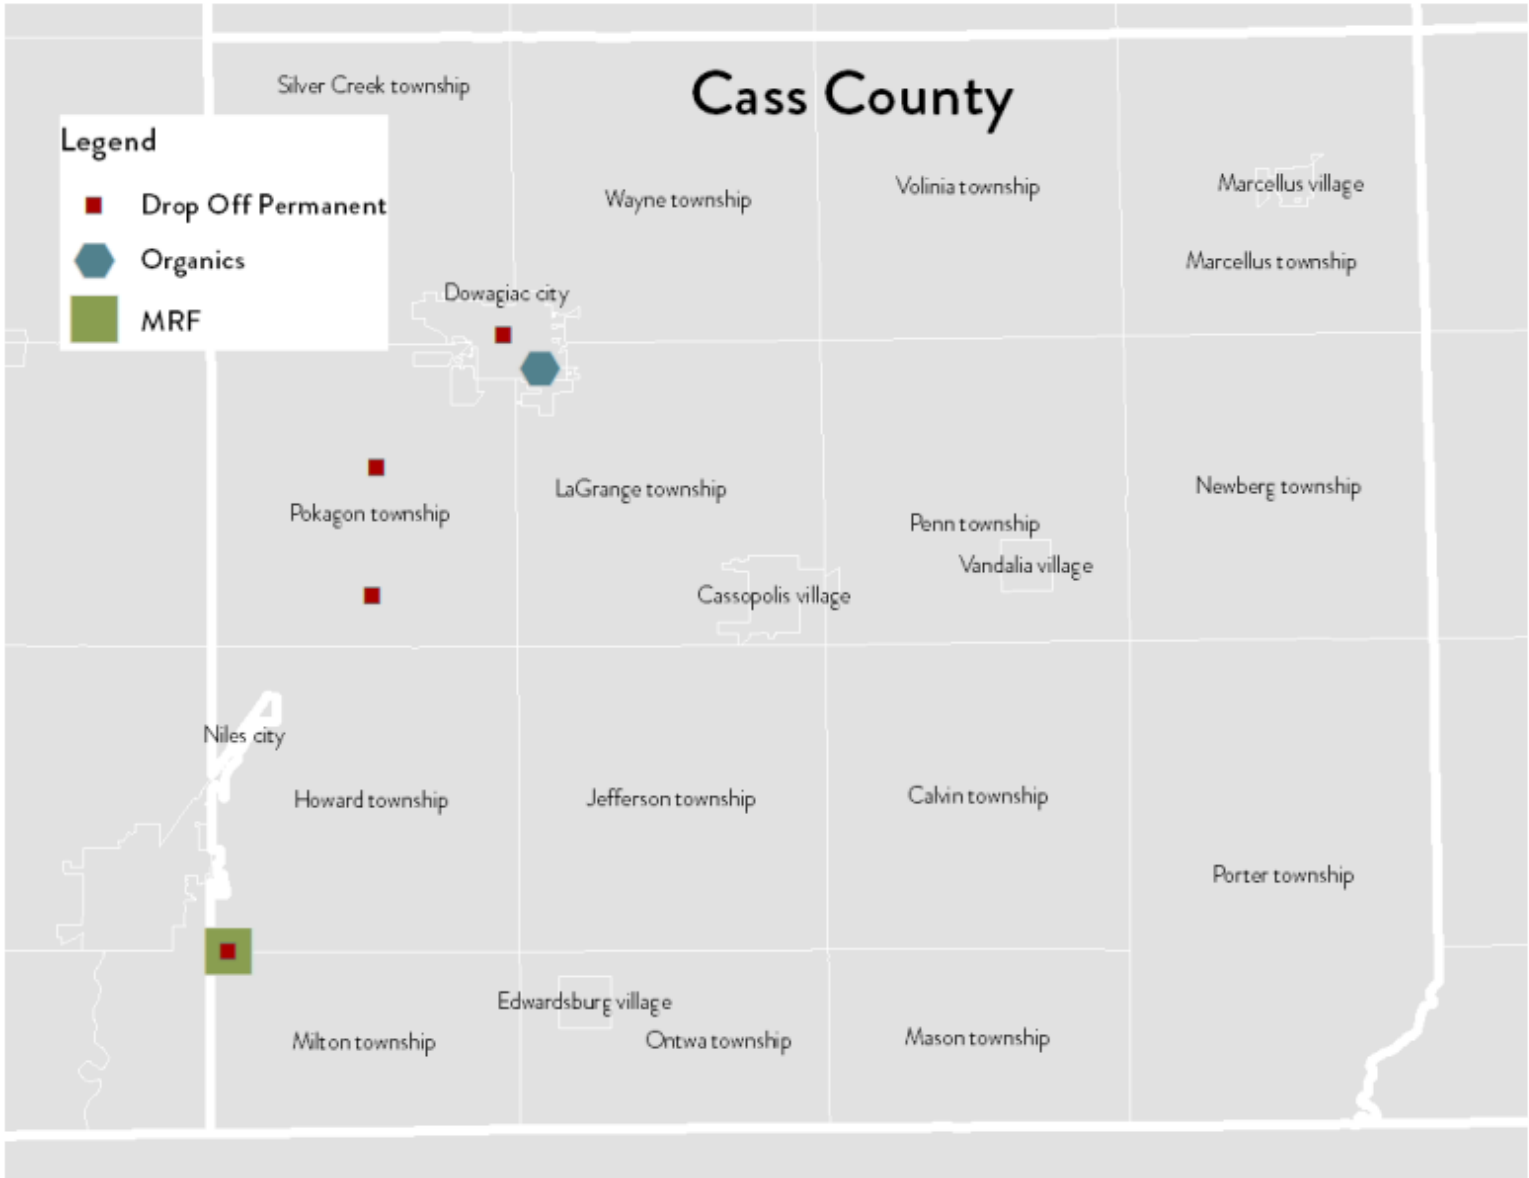 Silver Creek township
Cass County
Legend
Drop Off Permanent
Organics
MRF
Wayne township
Volinia township
Marcellus village
Marcellus township
Dowagiac city
Pokagon township
LaGrange township
Newberg township
Penn township
Vandalia village
Cassopolis village
Niles city
Howard township
Jefferson township
Calvin township
Porter township
Edwardsburg village
Milton township
Ontwa township
Mason township